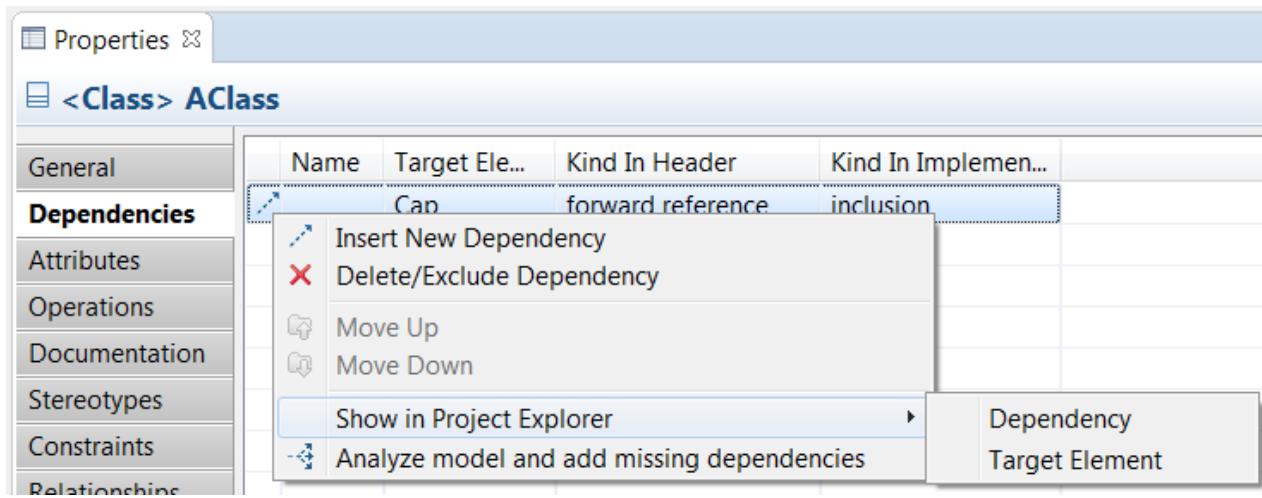 Properties
<Class> AClass
General
Dependencies
Attributes
Operations
Documentation
Stereotypes
Constraints
Relationships
Name Target Ele... Kind In Header Kind In Implemen...
Cap forward reference inclusion
Insert New Dependency
Delete/Exclude Dependency
Move Up
Move Down
Show in Project Explorer
Analyze model and add missing dependencies
Dependency
Target Element